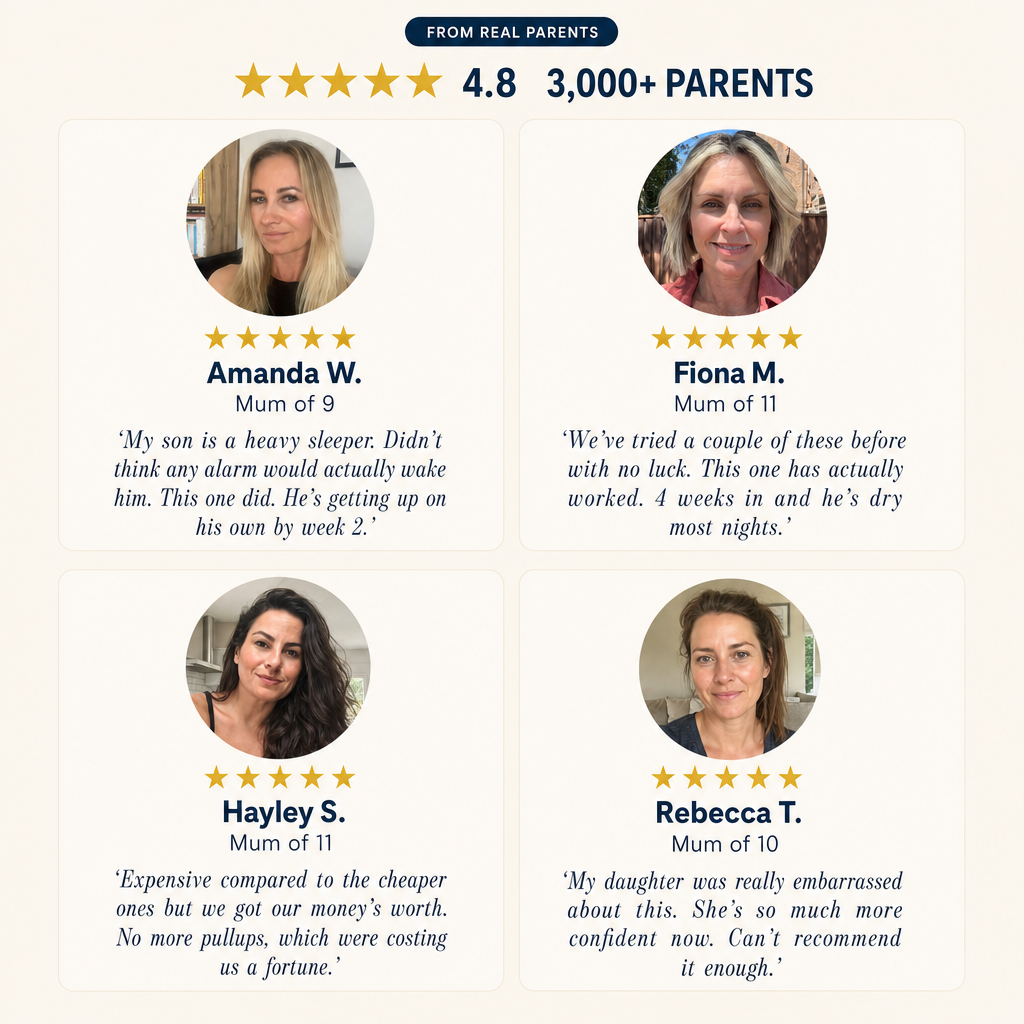 FROM REAL PARENTS
4.8 3,000+ PARENTS
Amanda W.
Mum of 9
‘My son is a heavy sleeper. Didn’t
think any alarm would actually wake
him. This one did. He’s getting up on
his own by week 2.’
Fiona M.
Mum of 11
‘We’ve tried a couple of these before
with no luck. This one has actually
worked. 4 weeks in and he’s dry
most nights.’
Hayley S.
Mum of 11
‘Expensive compared to the cheaper
ones but we got our money’s worth.
No more pullups, which were costing
us a fortune.’
Rebecca T.
Mum of 10
‘My daughter was really embarrassed
about this. She’s so much more
confident now. Can’t recommend
it enough.’